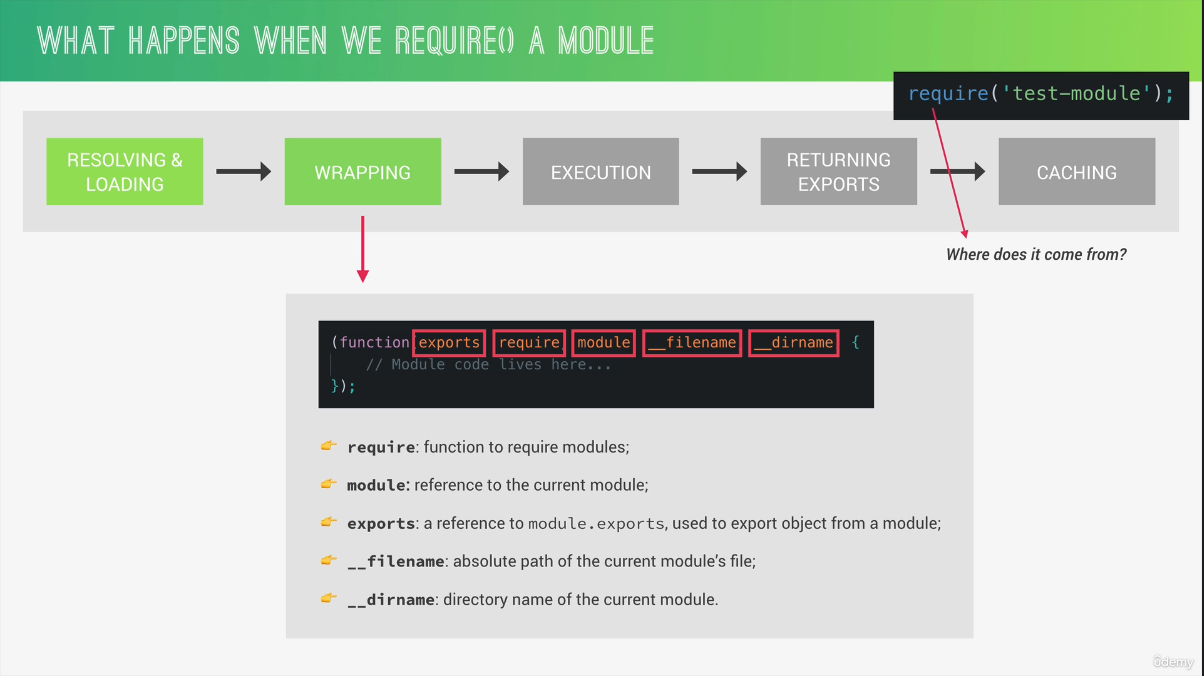 WHAT HAPPENS WHEN WE REQUIRE() A MODULE
require('test-module');
RESOLVING &
LOADING
WRAPPING
EXECUTION
RETURNING
EXPORTS
CACHING
Where does it come from?
(function(exports, require, module, __filename, __dirname) {
// Module code lives here...
});
👉 require: function to require modules;
👉 module: reference to the current module;
👉 exports: a reference to module.exports, used to export object from a module;
👉 __filename: absolute path of the current module’s file;
👉 __dirname: directory name of the current module.
ûdemy